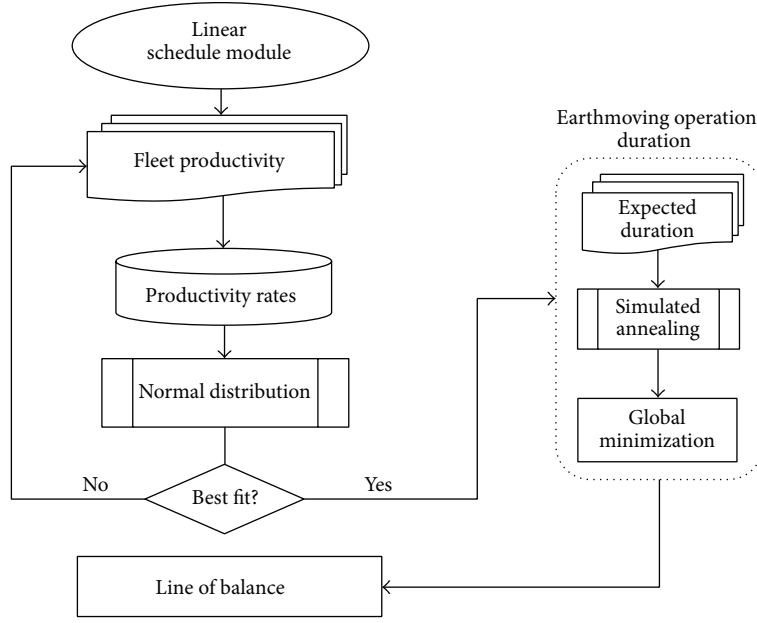 Linear
schedule module
Fleet productivity
Productivity rates
Normal distribution
Best fit?
No
Yes
Earthmoving operation
duration
Expected
duration
Simulated
annealing
Global
minimization
Line of balance